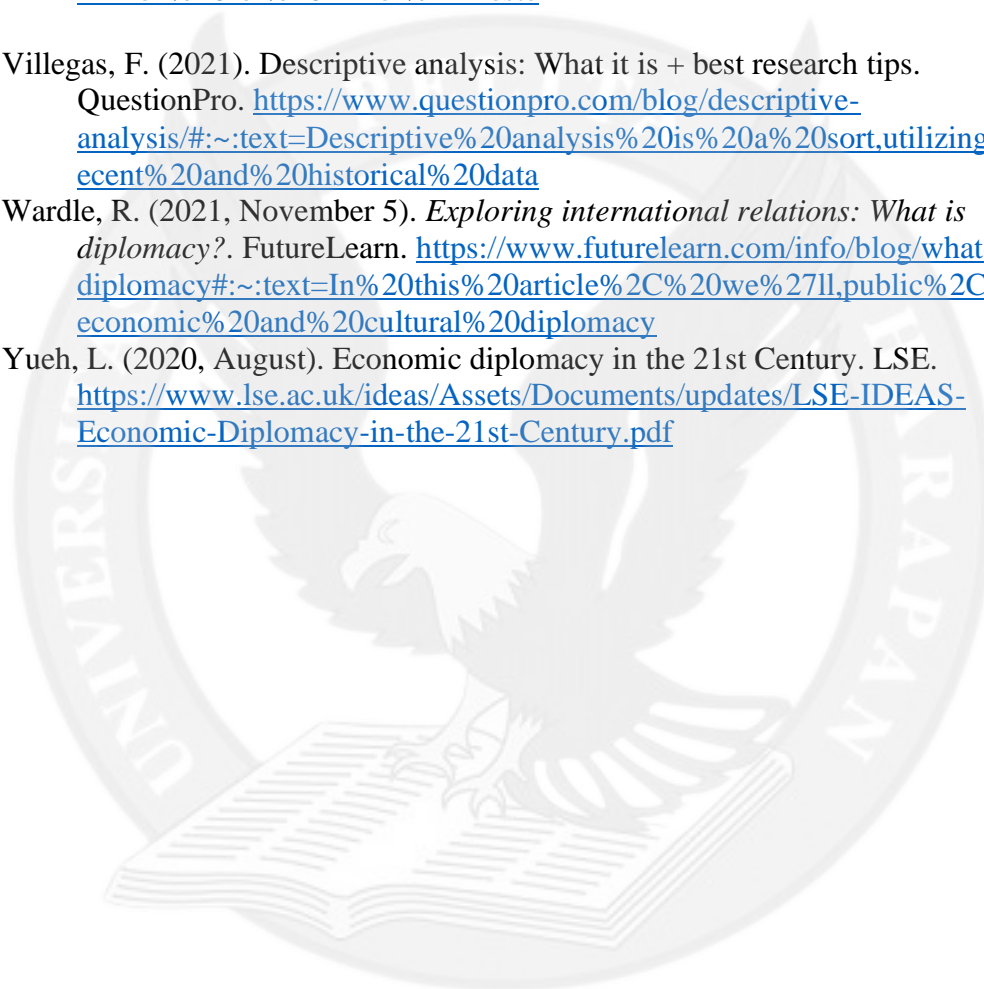 Villegas, F. (2021). Descriptive analysis: What it is + best research tips.
QuestionPro. https://www.questionpro.com/blog/descriptive-
analysis/#:~:text=Descriptive%20analysis%20is%20a%20sort,utilizing
ecent%20and%20historical%20data
Wardle, R. (2021, November 5). Exploring international relations: What is
diplomacy?. FutureLearn. https://www.futurelearn.com/info/blog/what
diplomacy#:~:text=In%20this%20article%2C%20we%27ll,public%2C
economic%20and%20cultural%20diplomacy
Yueh, L. (2020, August). Economic diplomacy in the 21st Century. LSE.
https://www.lse.ac.uk/ideas/Assets/Documents/updates/LSE-IDEAS-
Economic-Diplomacy-in-the-21st-Century.pdf